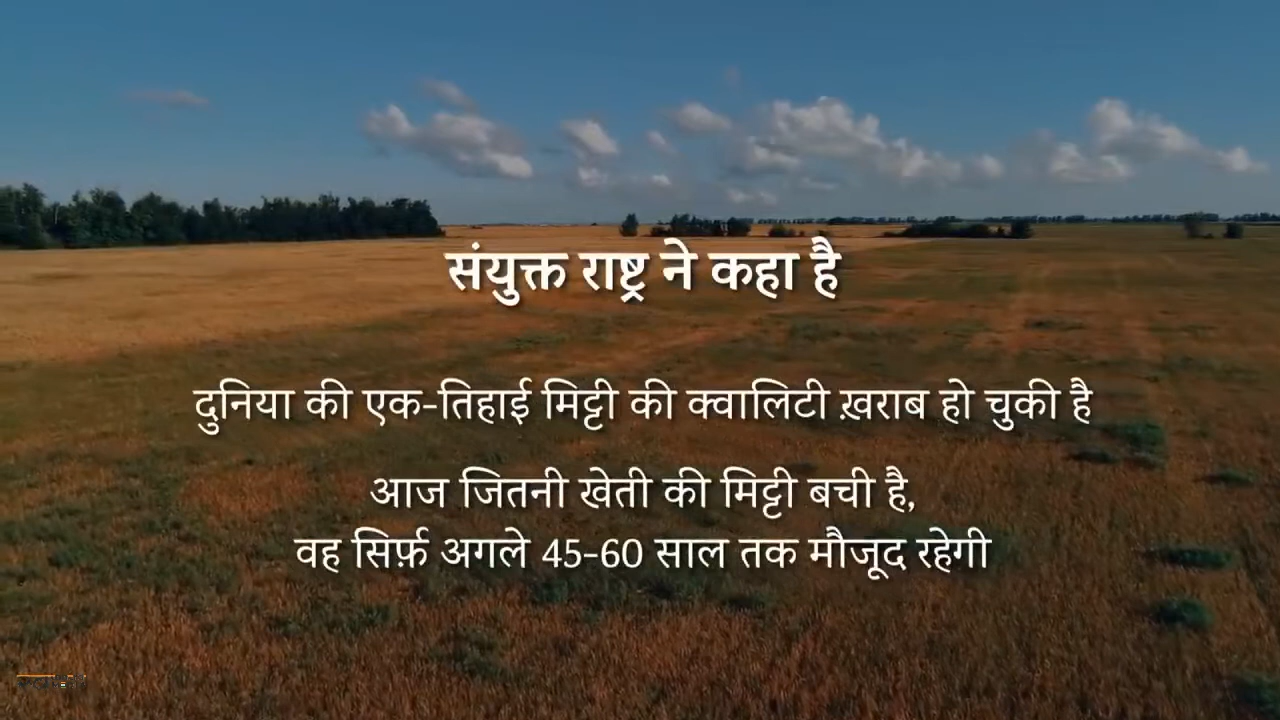 संयुक्त राष्ट्र ने कहा है
दुनिया की एक-तिहाई मिट्टी की क्वालिटी ख़राब हो चुकी है
आज जितनी खेती की मिट्टी बची है,
वह सिर्फ़ अगले 45-60 साल तक मौजूद रहेगी